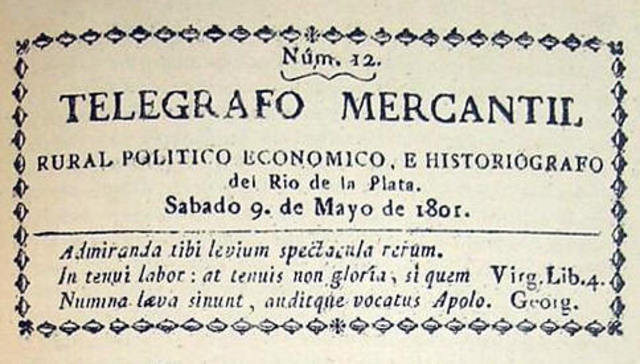 Núm. 12.
TELEGRAFO MERCANTIL
RURAL POLITICO ECONOMICO, E HISTORIÓGRAFO
del Rio de la Plata.
Sabado 9. de Mayo de 1801.
Admiranda tibi levium spectacula rerum.
In tenui labor: at tenuis non gloria, si quem Virg. Lib. 4.
Numina læva sinunt, auditque vocatus Apolo. Georg.